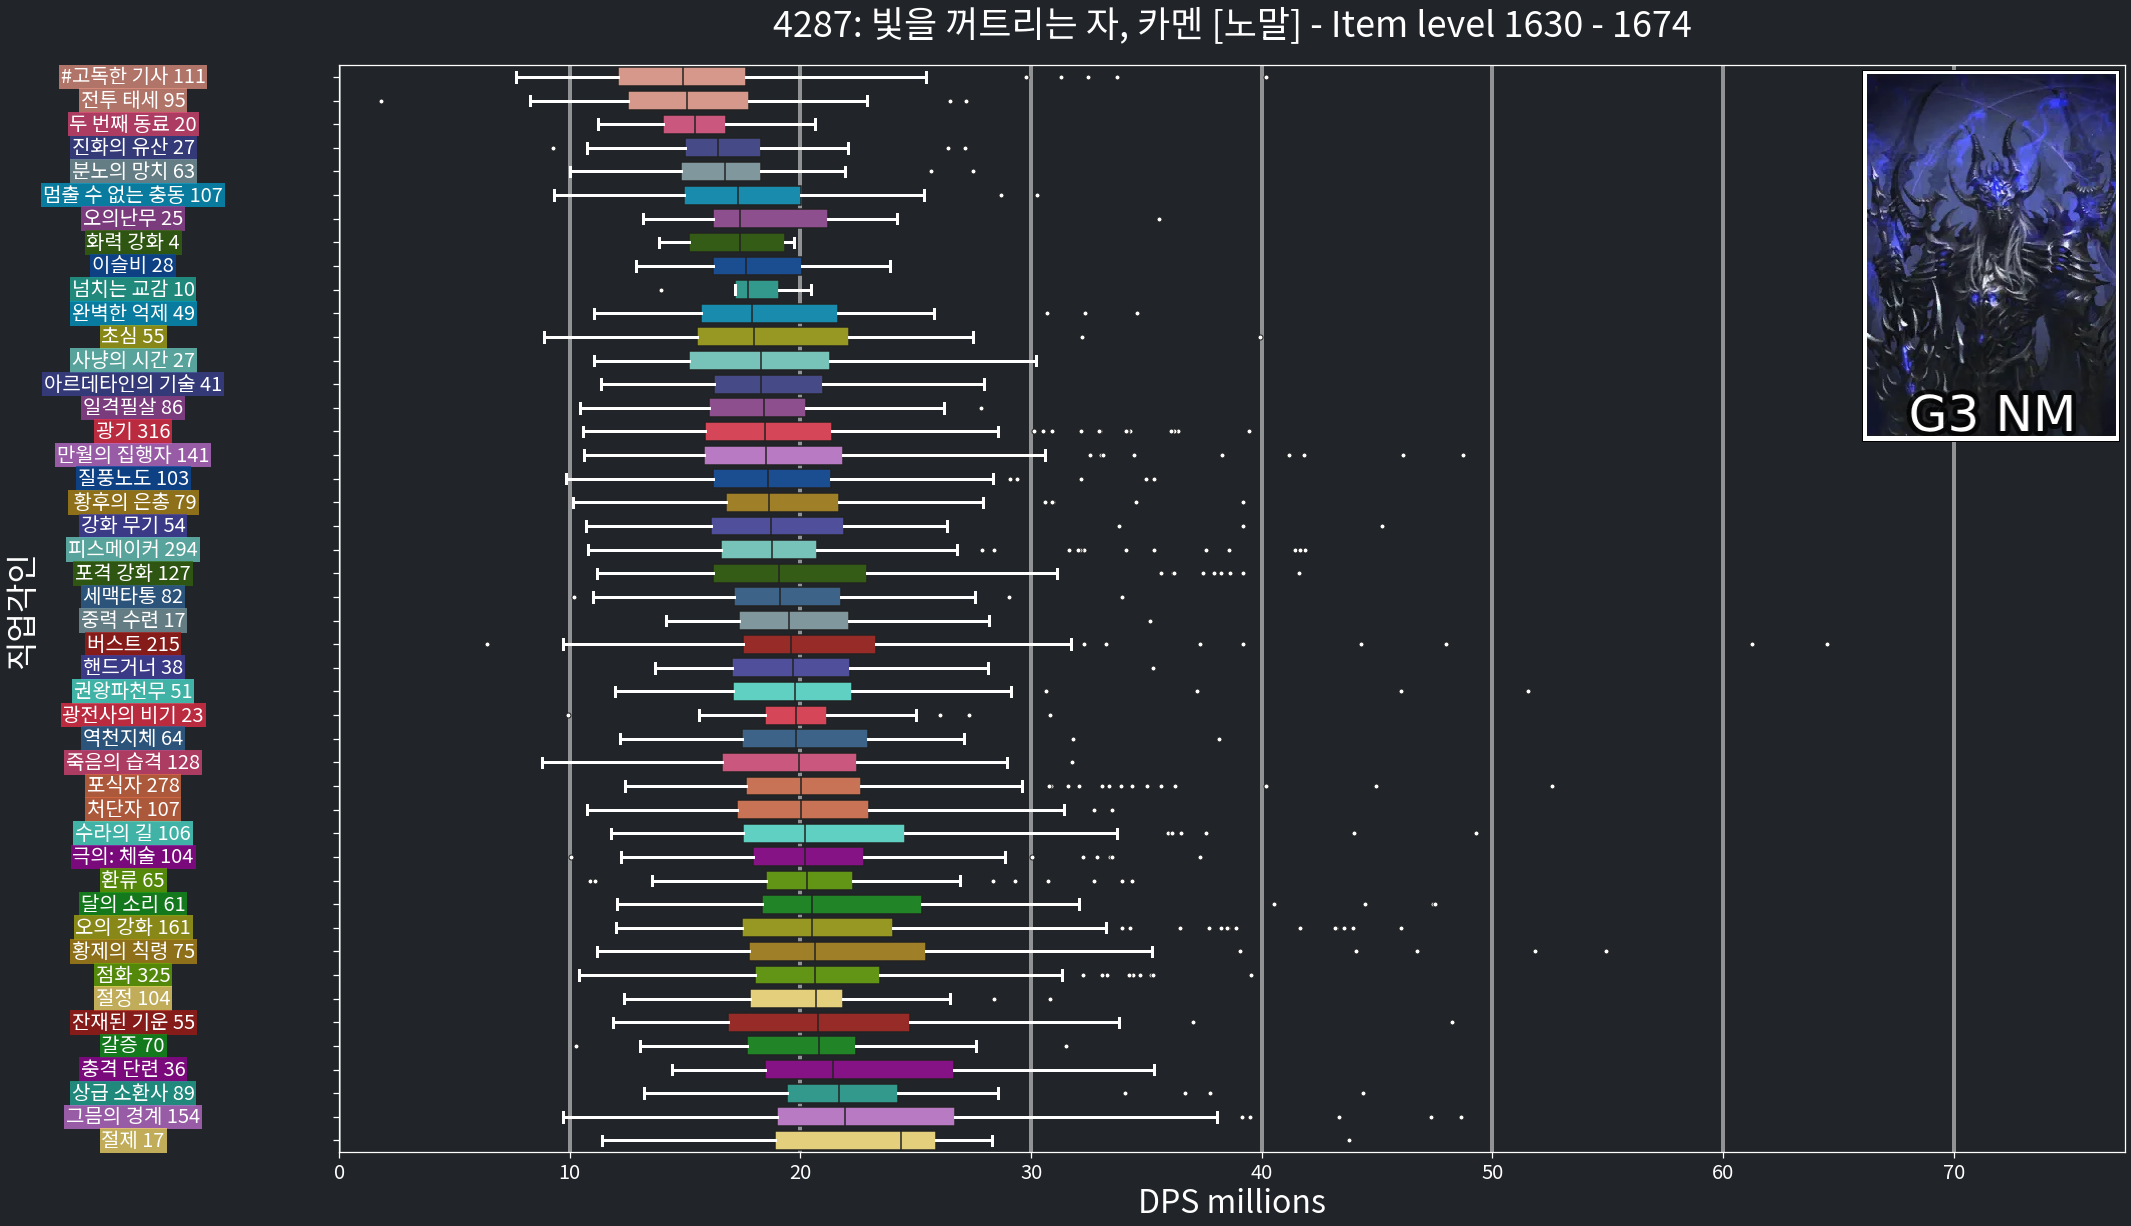 4287: 빛을 꺼트리는 자, 카멘 [노말] - Item level 1630 - 1674
#고독한 기사 111
전투 태세 95
두 번째 동료 20
진화의 유산 27
분노의 망치 63
멈출 수 없는 충동 107
오의난무 25
화력 강화 4
이슬비 28
넘치는 교감 10
완벽한 억제 49
초심 55
사냥의 시간 27
아르데타인의 기술 41
일격필살 86
광기 316
만월의 집행자 141
질풍노도 103
황후의 은총 79
강화 무기 54
피스메이커 294
포격 강화 127
세맥타통 82
중력 수련 17
버스트 215
핸드거너 38
권왕파천무 51
광전사의 비기 23
역천지체 64
죽음의 습격 128
포식자 278
처단자 107
수라의 길 106
극의: 체술 104
환류 65
달의 소리 61
오의 강화 161
황제의 칙령 75
점화 325
절정 104
잔재된 기운 55
갈증 70
충격 단련 36
상급 소환사 89
그믐의 경계 154
절제 17
직업각인
G3 NM
0 10 20 30 40 50 60 70
DPS millions